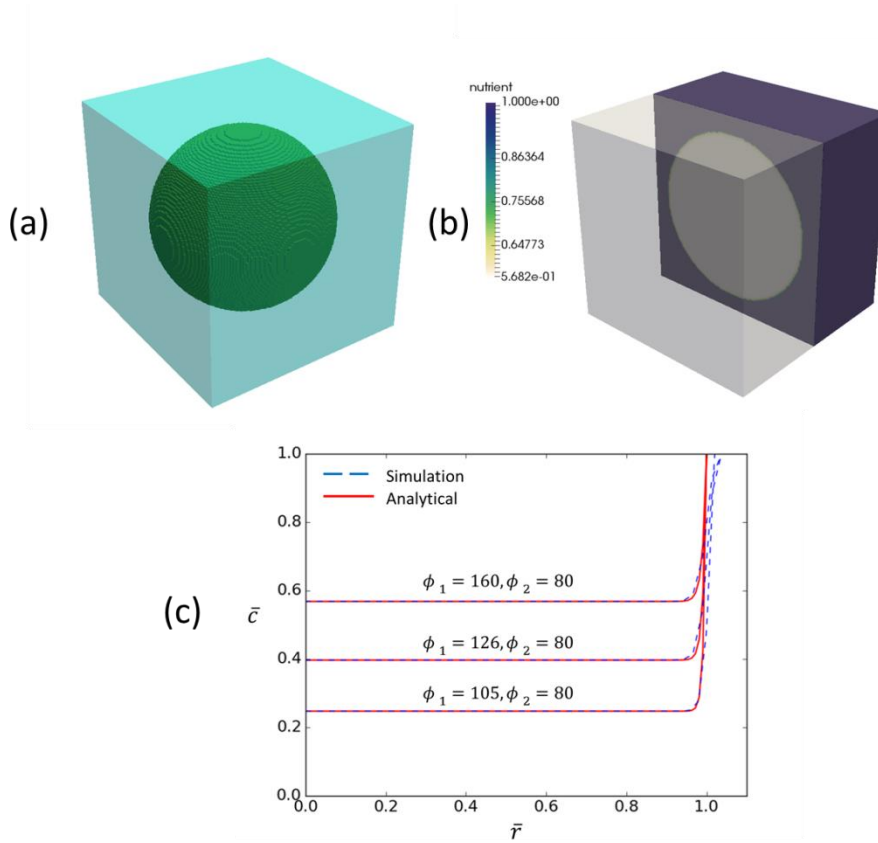 (a)
(b)
nutrient
1.000e+00
0.86364
0.75568
0.64773
5.682e-01
(c)
c̄
1.0
0.8
0.6
0.4
0.2
0.0
Simulation
Analytical
ϕ 1 = 160, ϕ 2 = 80
ϕ 1 = 126, ϕ 2 = 80
ϕ 1 = 105, ϕ 2 = 80
0.0 0.2 0.4 0.6 0.8 1.0
r̄